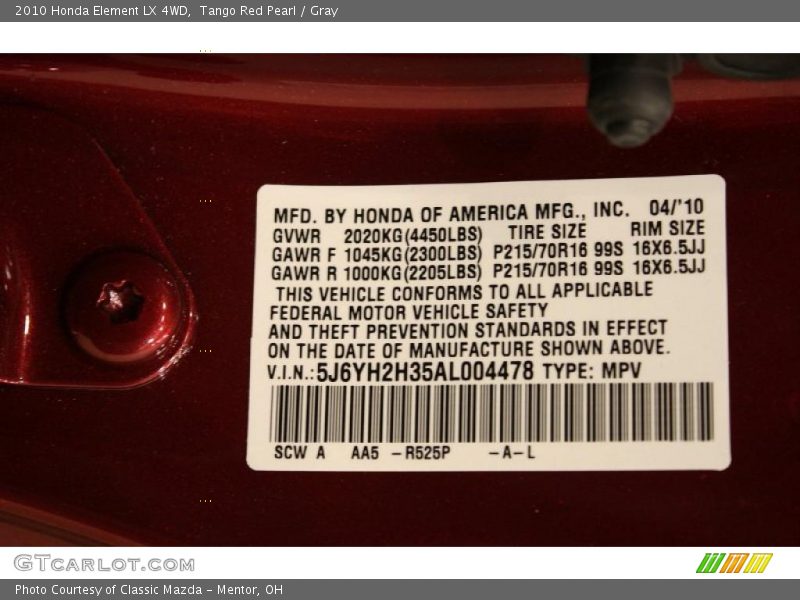 2010 Honda Element LX 4WD, Tango Red Pearl / Gray
MFD. BY HONDA OF AMERICA MFG., INC. 04/'10
GVWR 2020KG(4450LBS) TIRE SIZE RIM SIZE
GAWR F 1045KG(2300LBS) P215/70R16 99S 16X6.5JJ
GAWR R 1000KG(2205LBS) P215/70R16 99S 16X6.5JJ
THIS VEHICLE CONFORMS TO ALL APPLICABLE
FEDERAL MOTOR VEHICLE SAFETY
AND THEFT PREVENTION STANDARDS IN EFFECT
ON THE DATE OF MANUFACTURE SHOWN ABOVE.
V.I.N.:5J6YH2H35AL004478 TYPE: MPV
SCW A AA5 -R525P -A-L
GTCARLOT.COM
Photo Courtesy of Classic Mazda - Mentor, OH